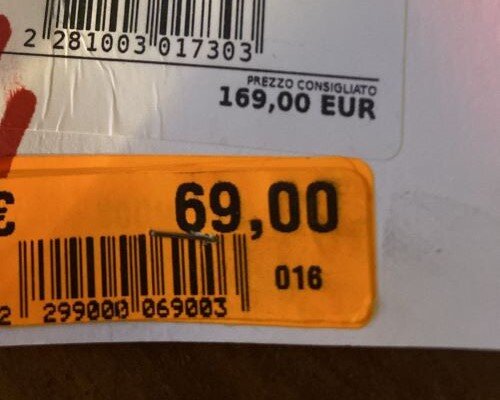 2 281003 017303
PREZZO CONSIGLIATO
169,00 EUR
€ 69,00
016
2 299000 069003